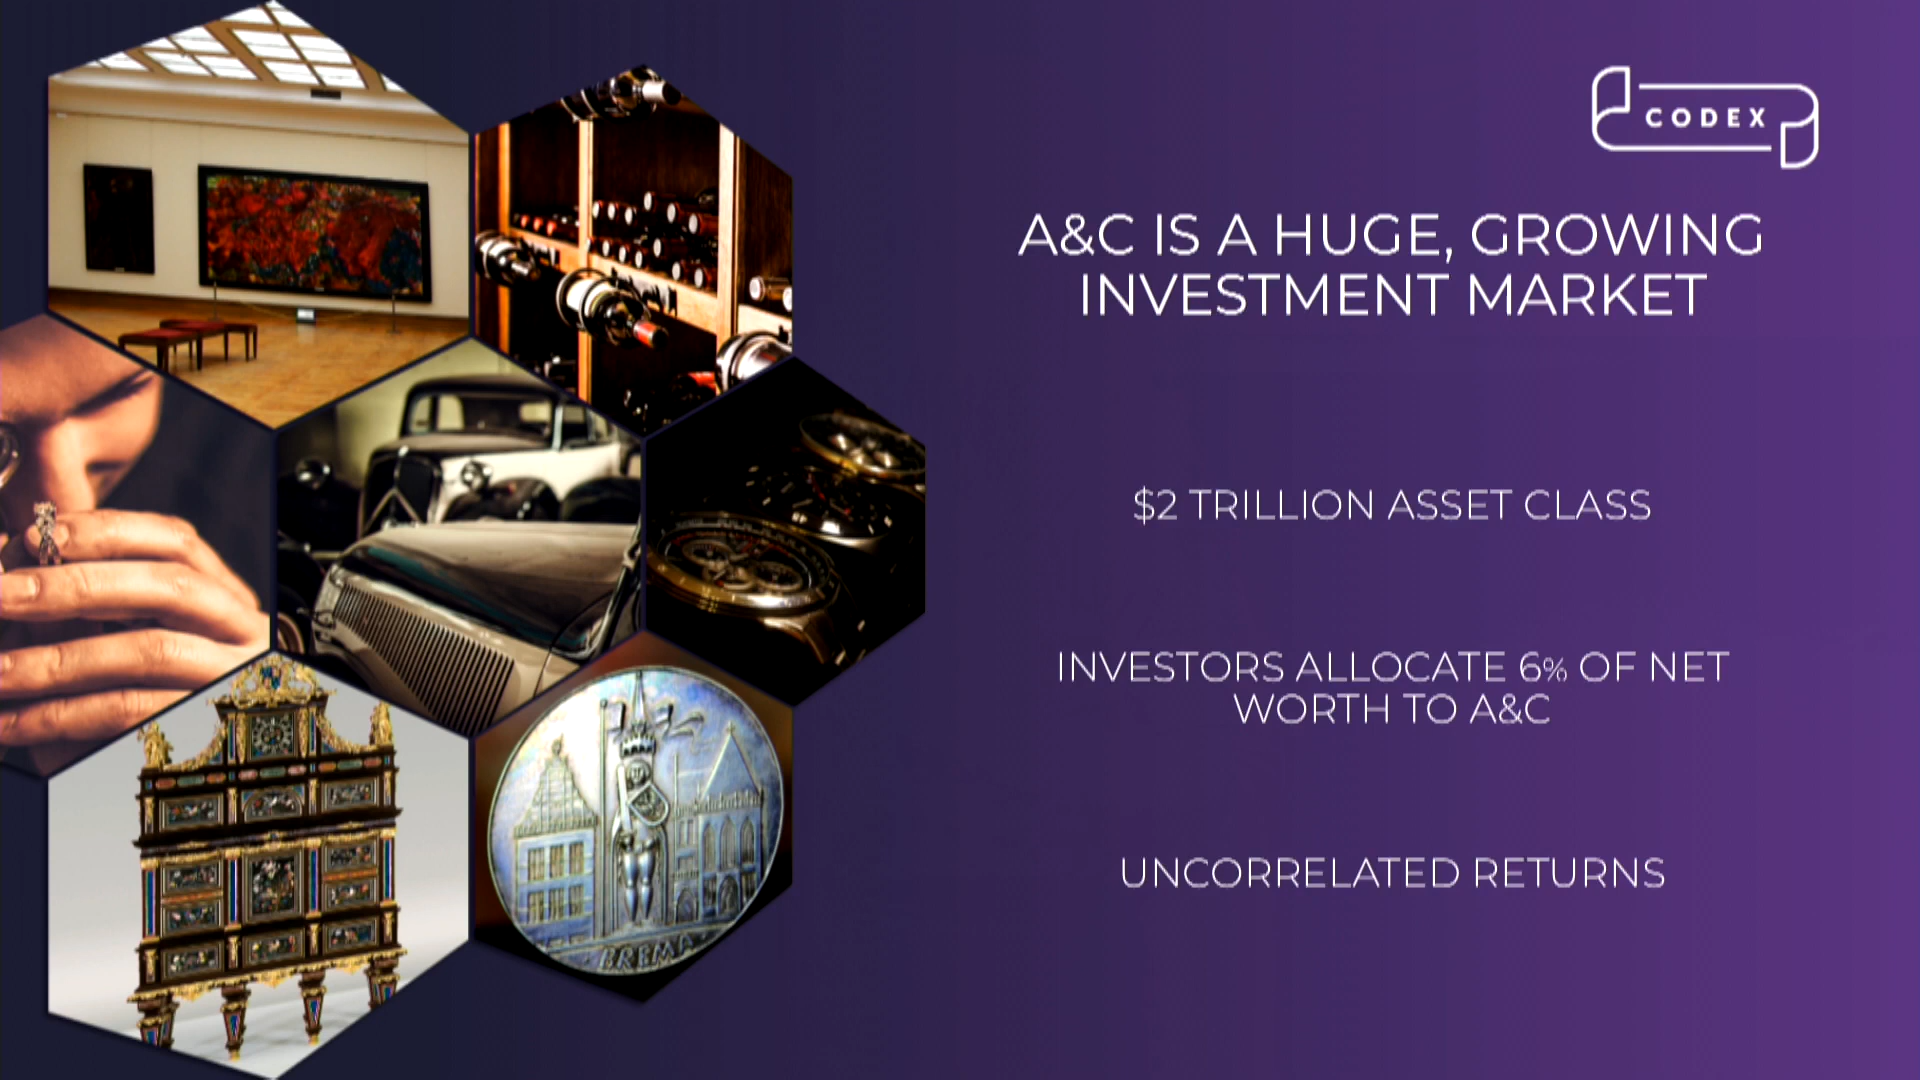 CODEX
A&C IS A HUGE, GROWING
INVESTMENT MARKET
$2 TRILLION ASSET CLASS
INVESTORS ALLOCATE 6% OF NET
WORTH TO A&C
UNCORRELATED RETURNS
BREMA